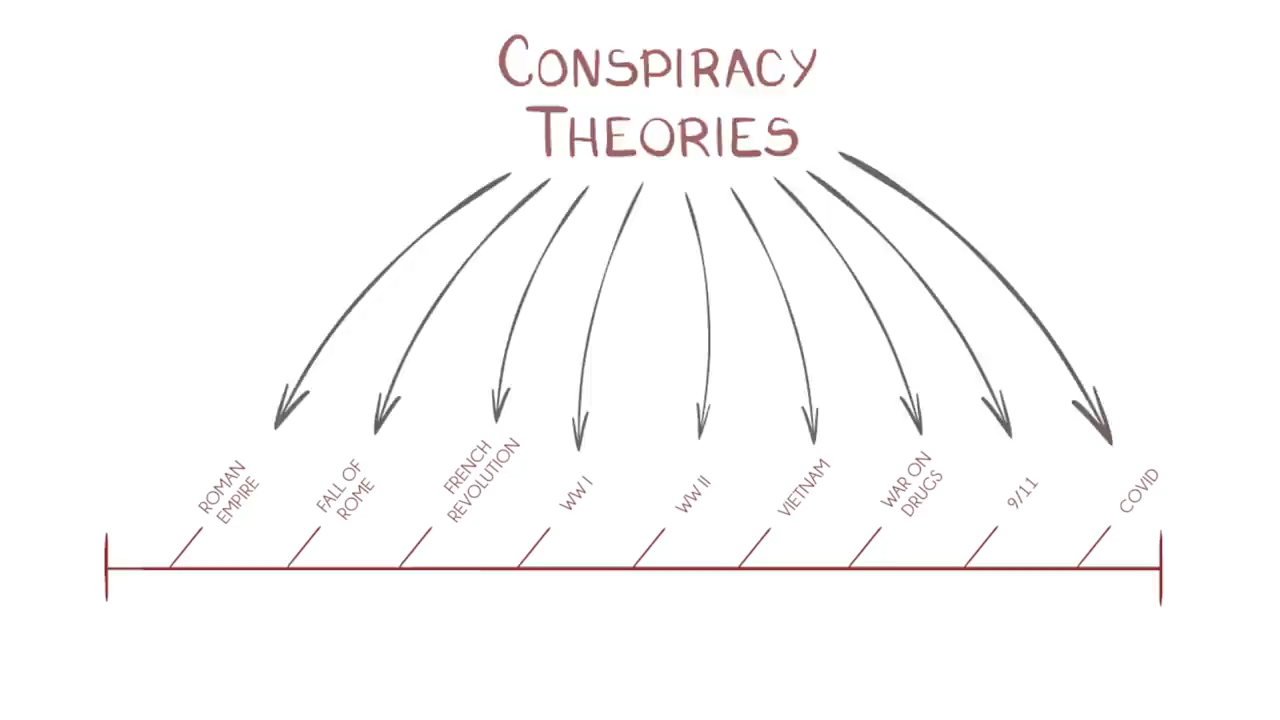 CONSPIRACY
THEORIES
ROMAN
EMPIRE
FALL OF
ROME
FRENCH
REVOLUTION
WW I
WW II
VIETNAM
WAR ON
DRUGS
9/11
COVID